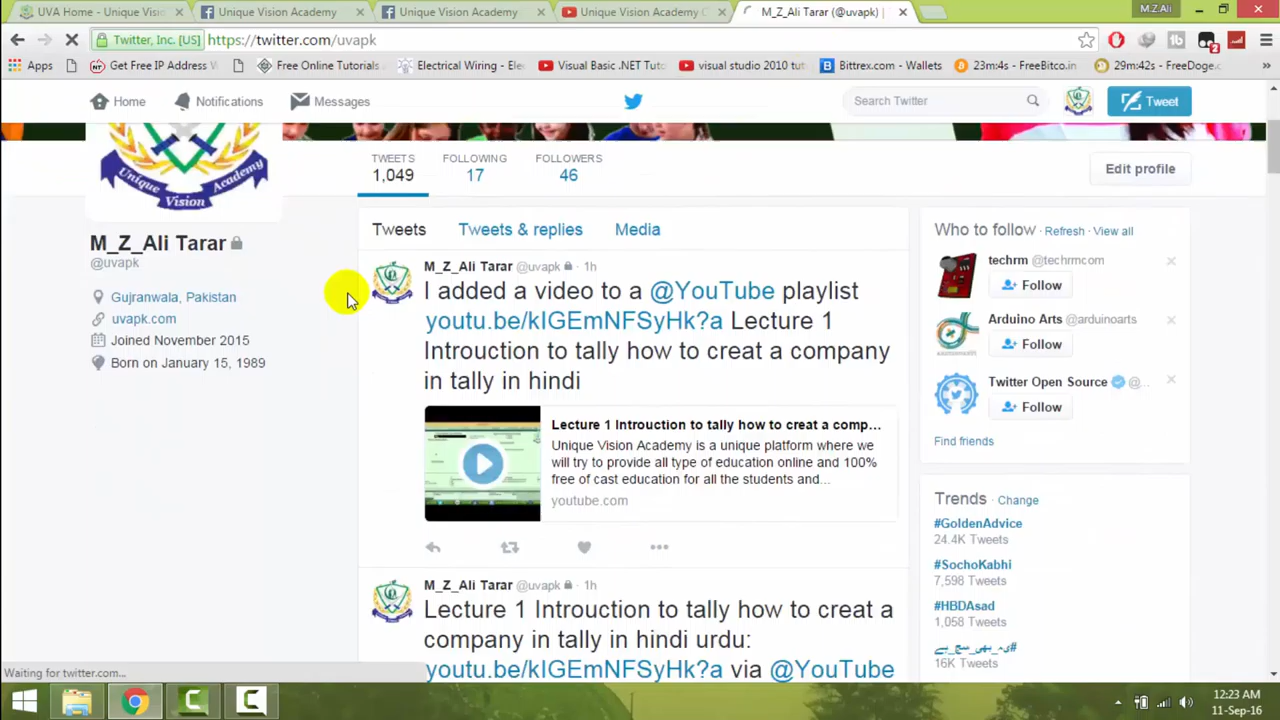 UVA Home - Unique Visi
Unique Vision Academy
Unique Vision Academy
Unique Vision Academy C
M_Z_Ali Tarar (@uvapk) |
M.Z.Ali
Twitter, Inc. [US]
https://twitter.com/uvapk
Apps
Get Free IP Address
Free Online Tutorials
Electrical Wiring - Ele
Visual Basic .NET Tut
visual studio 2010 tut
Bittrex.com - Wallets
23m:4s - FreeBitco.in
29m:42s - FreeDoge.
Home
Notifications
Messages
Search Twitter
Tweet
Unique Vision Academy
TWEETS
1,049
FOLLOWING
17
FOLLOWERS
46
Edit profile
M_Z_Ali Tarar
@uvapk
Gujranwala, Pakistan
uvapk.com
Joined November 2015
Born on January 15, 1989
Tweets
Tweets & replies
Media
M_Z_Ali Tarar @uvapk · 1h
I added a video to a @YouTube playlist
youtu.be/kIGEmNFSyHk?a Lecture 1
Introuction to tally how to creat a company
in tally in hindi
Lecture 1 Introuction to tally how to creat a comp...
Unique Vision Academy is a unique platform where we
will try to provide all type of education online and 100%
free of cast education for all the students and...
youtube.com
M_Z_Ali Tarar @uvapk · 1h
Lecture 1 Introuction to tally how to creat a
company in tally in hindi urdu:
youtu.be/kIGEmNFSyHk?a via @YouTube
Who to follow · Refresh · View all
techrm @techrmcom
Follow
Arduino Arts @arduinoarts
Follow
Twitter Open Source @...
Follow
Find friends
Trends · Change
#GoldenAdvice
24.4K Tweets
#SochoKabhi
7,598 Tweets
#HBDAsad
1,058 Tweets
#یہ_بھی_سچ_ہے
16K Tweets
Waiting for twitter.com...
12:23 AM
11-Sep-16